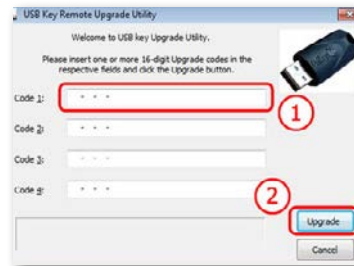 USB Key Remote Upgrade Utility
Welcome to USB key Upgrade Utility.
Please insert one or more 16-digit Upgrade codes in the
respective fields and click the Upgrade button.
Code 1:
1
Code 2:
Code 3:
Code 4:
2
Upgrade
Cancel